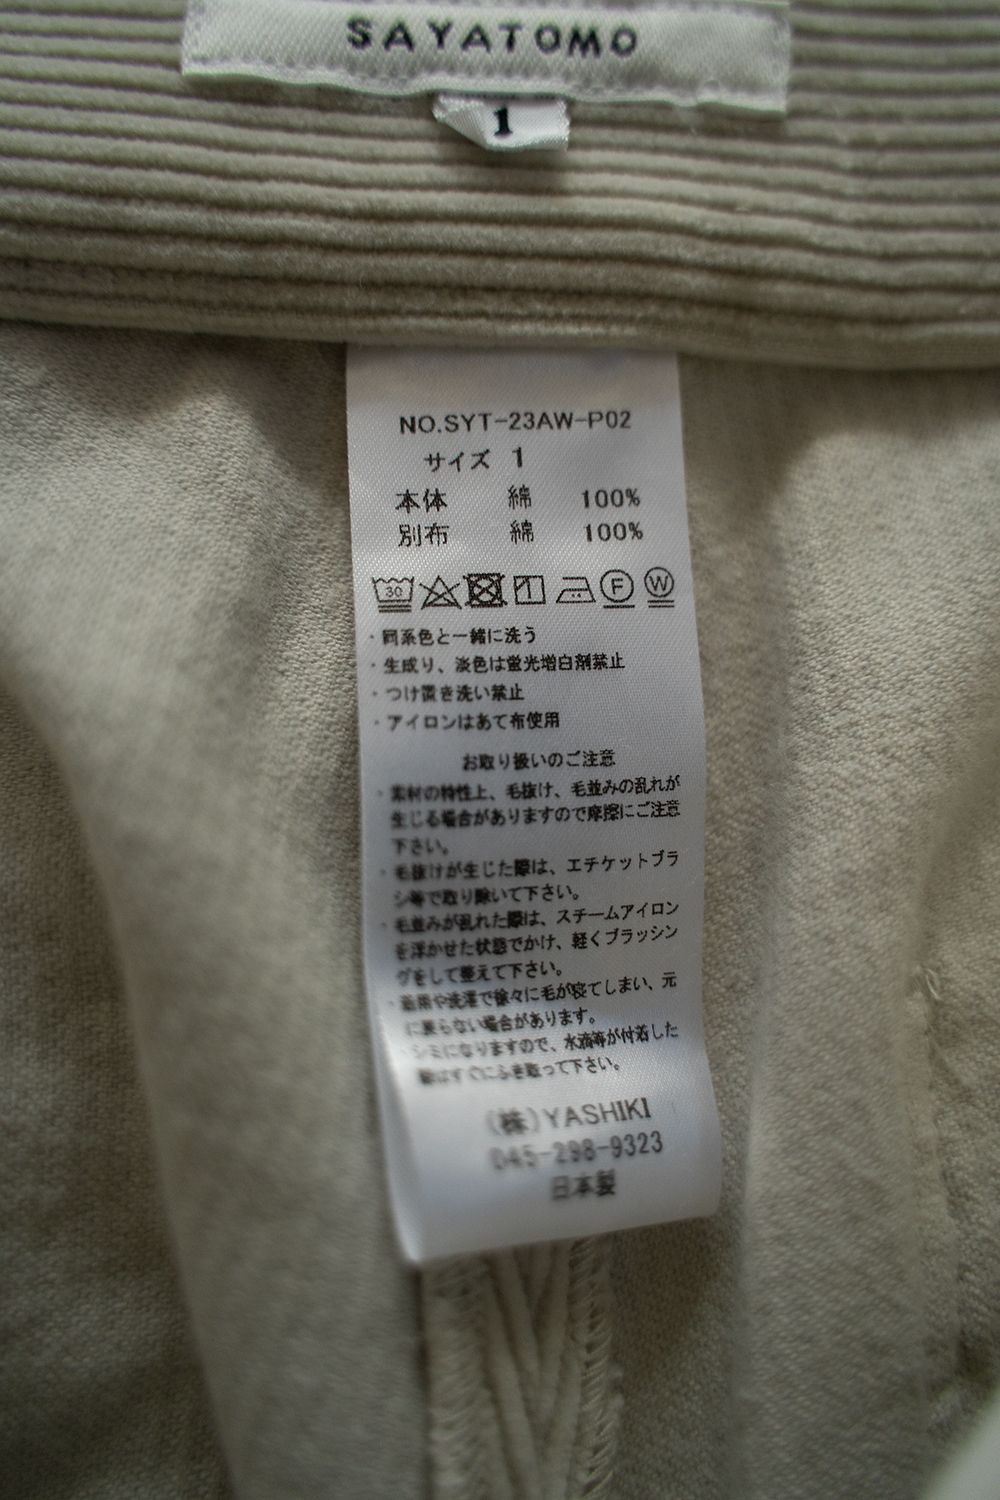 SAYATOMO
1
NO.SYT-23AW-P02
サイズ 1
本体 綿 100%
別布 綿 100%
30 1 F W
・同系色と一緒に洗う
・生成り、淡色は蛍光増白剤禁止
・つけ置き洗い禁止
・アイロンはあて布使用
お取り扱いのご注意
・素材の特性上、毛抜け、毛並みの乱れが
生じる場合がありますので摩擦にご注意
下さい。
・毛抜けが生じた際は、エチケットブラ
シ等で取り除いて下さい。
・毛並みが乱れた際は、スチームアイロン
を浮かせた状態でかけ、軽くブラッシン
グをして整えて下さい。
・着用や洗濯で徐々に毛が寝てしまい、元
に戻らない場合があります。
・シミになりますので、水滴等が付着した
際はすぐにふき取って下さい。
(株)YASHIKI
045-298-9323
日本製